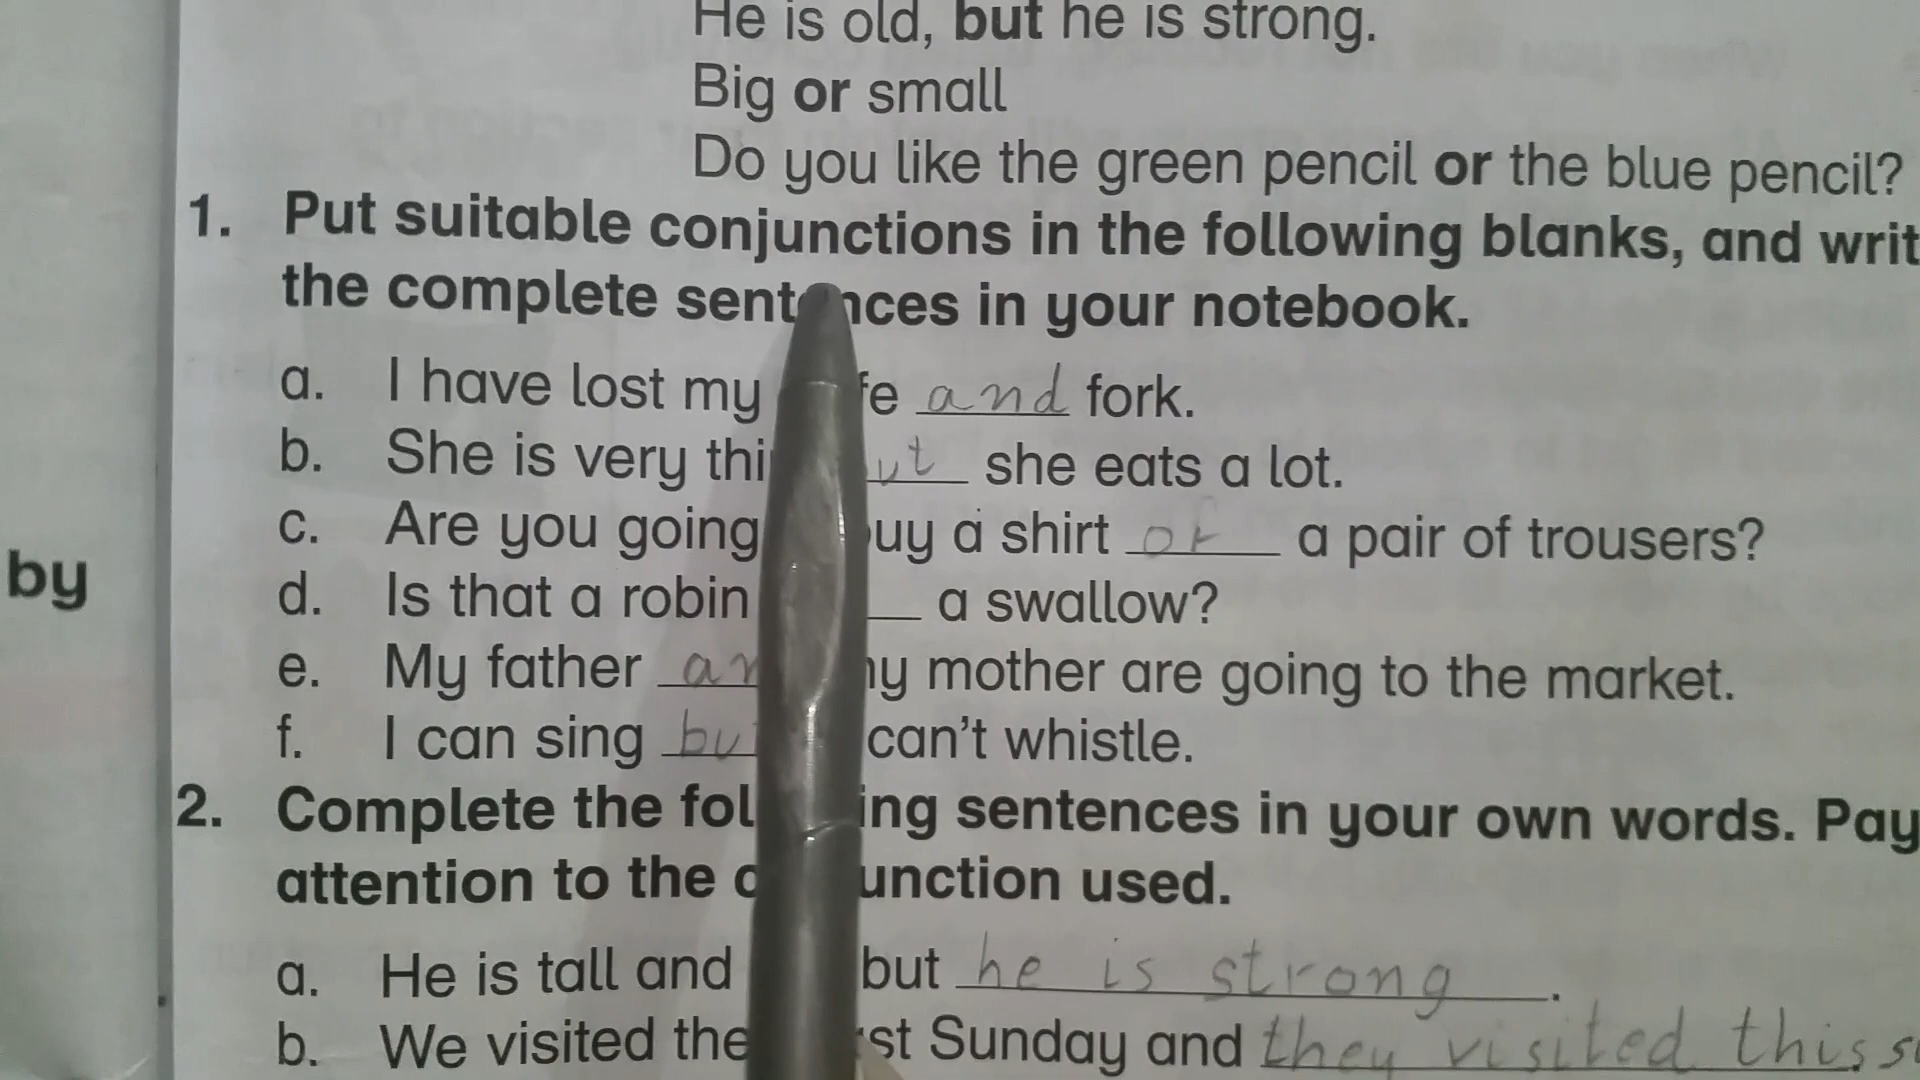 He is old, but he is strong.
Big or small
Do you like the green pencil or the blue pencil?
1. Put suitable conjunctions in the following blanks, and writ
the complete sentences in your notebook.
a. I have lost my fe and fork.
b. She is very thi ut she eats a lot.
c. Are you going uy a shirt or a pair of trousers?
d. Is that a robin a swallow?
by
e. My father an my mother are going to the market.
f. I can sing bu can't whistle.
2. Complete the fol ing sentences in your own words. Pay
attention to the c unction used.
a. He is tall and but he is strong.
b. We visited the st Sunday and they visited this s